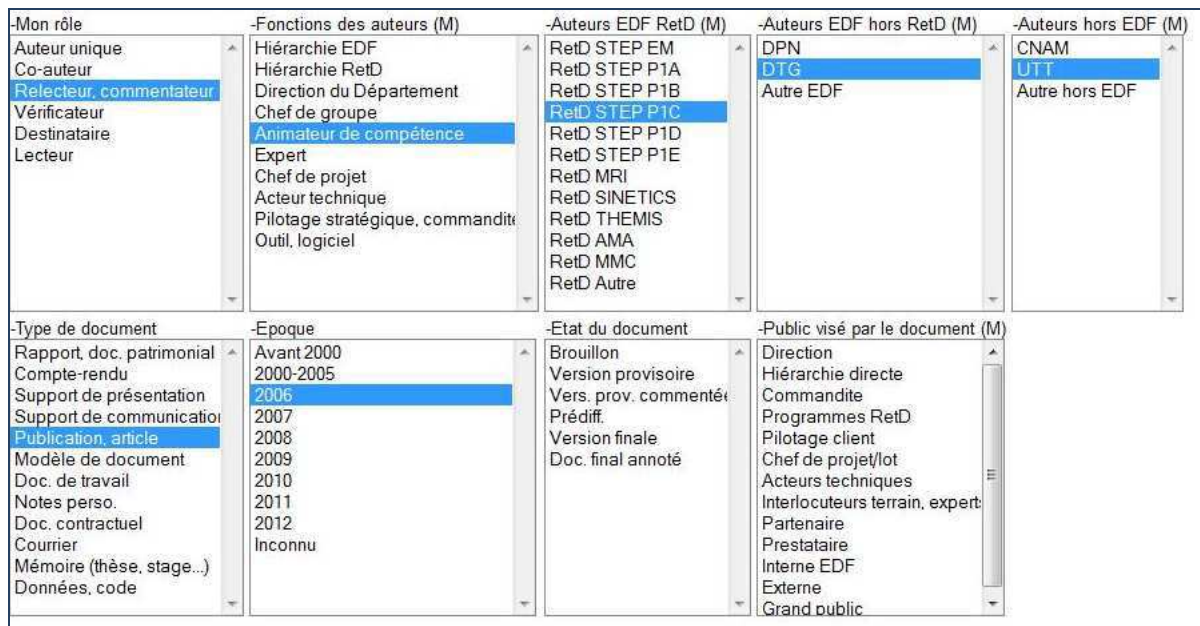 -Mon rôle
Auteur unique
Co-auteur
Relecteur, commentateur
Vérificateur
Destinataire
Lecteur
-Fonctions des auteurs (M)
Hiérarchie EDF
Hiérarchie RetD
Direction du Département
Chef de groupe
Animateur de compétence
Expert
Chef de projet
Acteur technique
Pilotage stratégique, commandite
Outil, logiciel
-Auteurs EDF RetD (M)
RetD STEP EM
RetD STEP P1A
RetD STEP P1B
RetD STEP P1C
RetD STEP P1D
RetD STEP P1E
RetD MRI
RetD SINETICS
RetD THEMIS
RetD AMA
RetD MMC
RetD Autre
-Auteurs EDF hors RetD (M)
DPN
DTG
Autre EDF
-Auteurs hors EDF (M)
CNAM
UTT
Autre hors EDF
-Type de document
Rapport, doc. patrimonial
Compte-rendu
Support de présentation
Support de communication
Publication, article
Modèle de document
Doc. de travail
Notes perso.
Doc. contractuel
Courrier
Mémoire (thèse, stage...)
Données, code
-Epoque
Avant 2000
2000-2005
2006
2007
2008
2009
2010
2011
2012
Inconnu
-Etat du document
Brouillon
Version provisoire
Vers. prov. commentée
Prédiff.
Version finale
Doc. final annoté
-Public visé par le document (M)
Direction
Hiérarchie directe
Commandite
Programmes RetD
Pilotage client
Chef de projet/lot
Acteurs techniques
Interlocuteurs terrain, experts
Partenaire
Prestataire
Interne EDF
Externe
Grand public